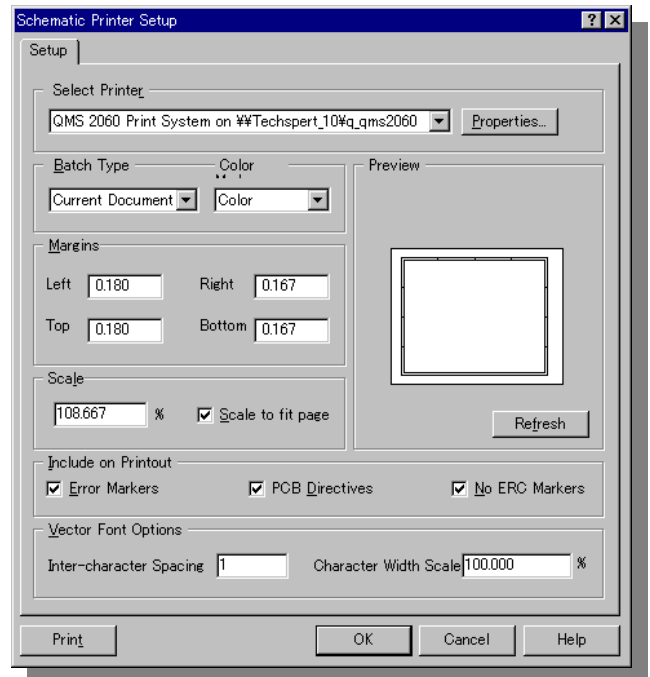 Schematic Printer Setup
Setup
Select Printer
QMS 2060 Print System on ¥¥Techspert_10¥q_qms2060
Properties...
Batch Type
Color
Current Document
Color
Preview
Margins
Left 0.180 Right 0.167
Top 0.180 Bottom 0.167
Scale
108.667 % Scale to fit page
Refresh
Include on Printout
Error Markers PCB Directives No ERC Markers
Vector Font Options
Inter-character Spacing 1 Character Width Scale 100.000 %
Print OK Cancel Help